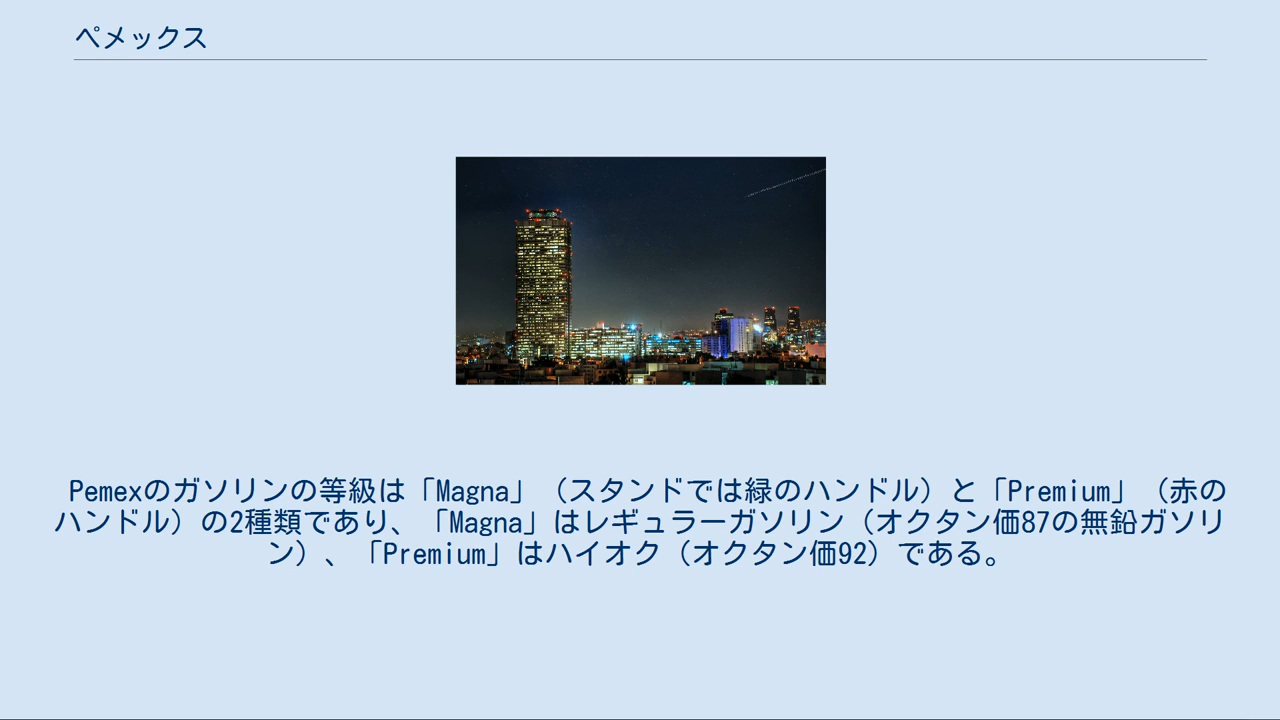 ペメックス
Pemexのガソリンの等級は「Magna」（スタンドでは緑のハンドル）と「Premium」（赤の
ハンドル）の2種類であり、「Magna」はレギュラーガソリン（オクタン価87の無鉛ガソリ
ン）、「Premium」はハイオク（オクタン価92）である。